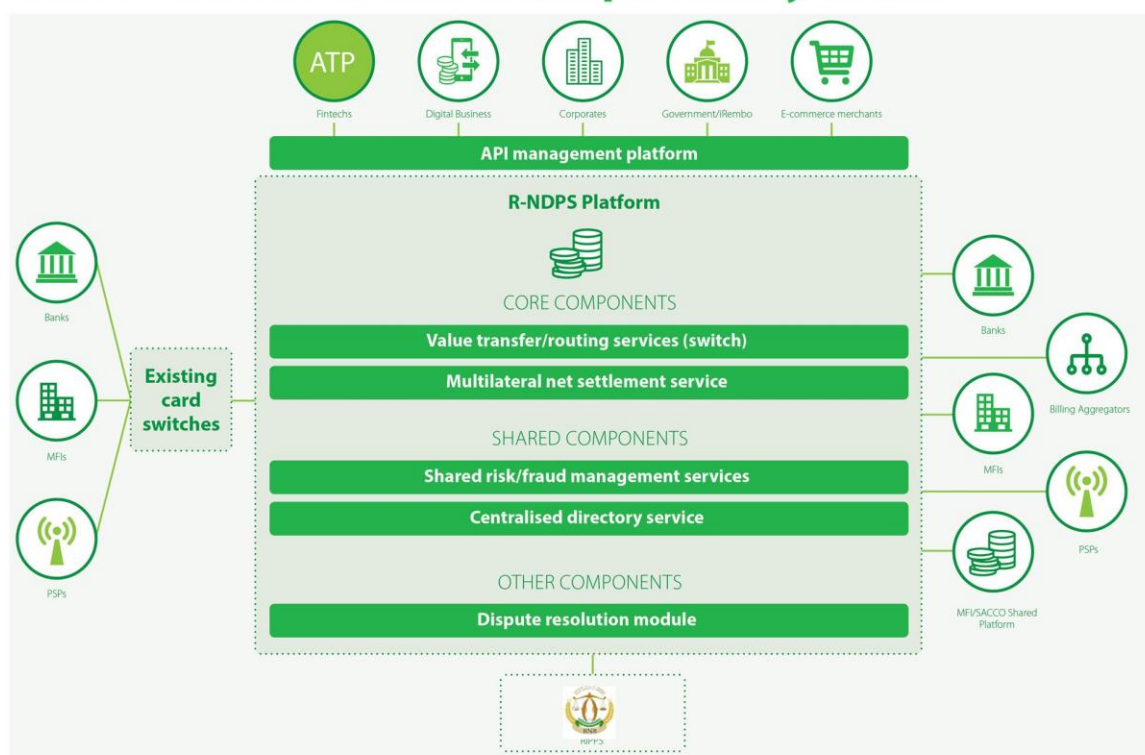 ATP
Fintechs
Digital Business
Corporates
Government/iRembo
E-commerce merchants
API management platform
R-NDPS Platform
CORE COMPONENTS
Value transfer/routing services (switch)
Multilateral net settlement service
SHARED COMPONENTS
Shared risk/fraud management services
Centralised directory service
OTHER COMPONENTS
Dispute resolution module
Banks
MFIs
PSPs
Existing
card
switches
Banks
Billing Aggregators
MFIs
PSPs
MFI/SACCO Shared
Platform
BNR
RIPPS